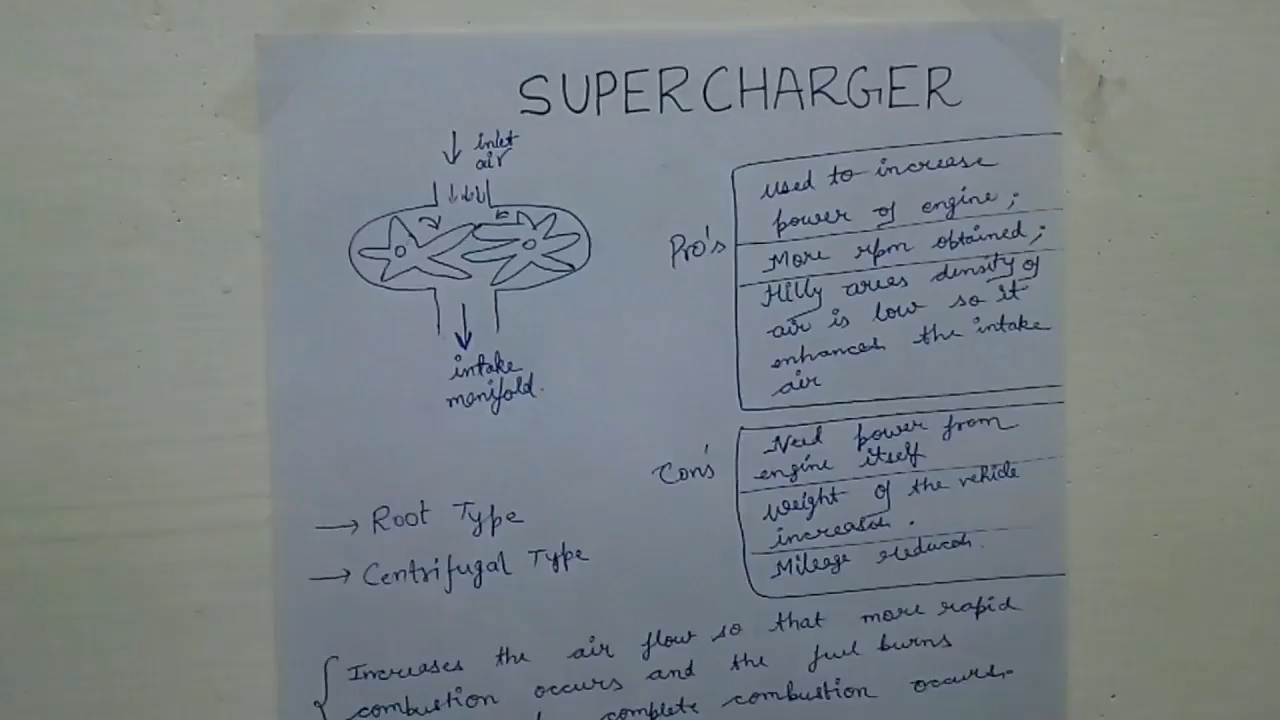 SUPERCHARGER
inlet
air
intake
manifold.
Pro's
used to increase
power of engine;
More rpm obtained;
Hilly aries density of
air is low so it
enhances the intake
air
Con's
Need power from
engine itself
Weight of the vehicle
increases.
Mileage reduces.
→ Root Type
→ Centrifugal Type
Increases the air flow so that more rapid
combustion occurs and the fuel burns
complete combustion occurs.